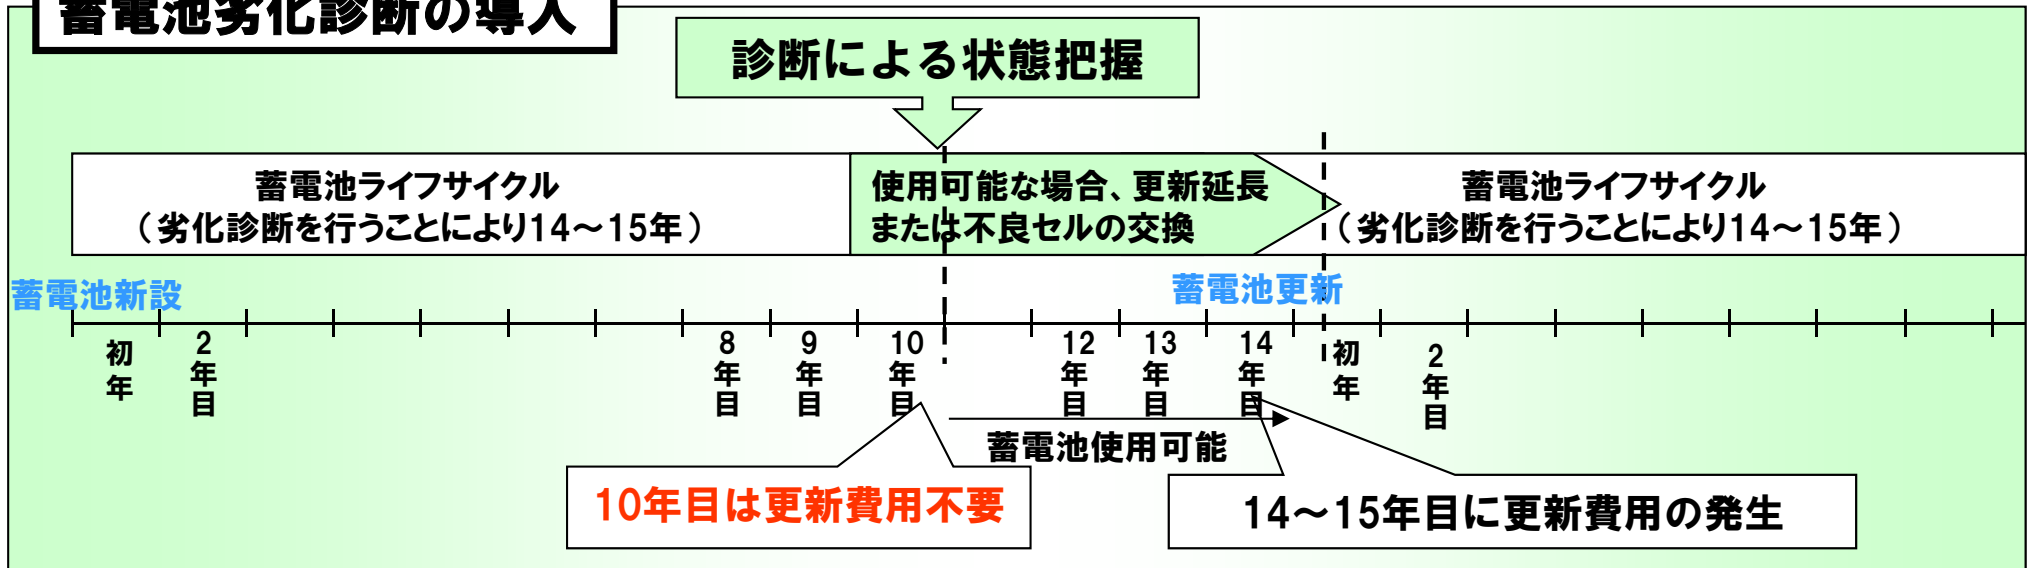 蓄電池劣化診断の導入
診断による状態把握
蓄電池ライフサイクル
（劣化診断を行うことにより14～15年）
使用可能な場合、更新延長
または不良セルの交換
蓄電池ライフサイクル
（劣化診断を行うことにより14～15年）
蓄電池新設
蓄電池更新
初年
2年目
8年目
9年目
10年目
12年目
13年目
14年目
初年
2年目
蓄電池使用可能
10年目は更新費用不要
14～15年目に更新費用の発生